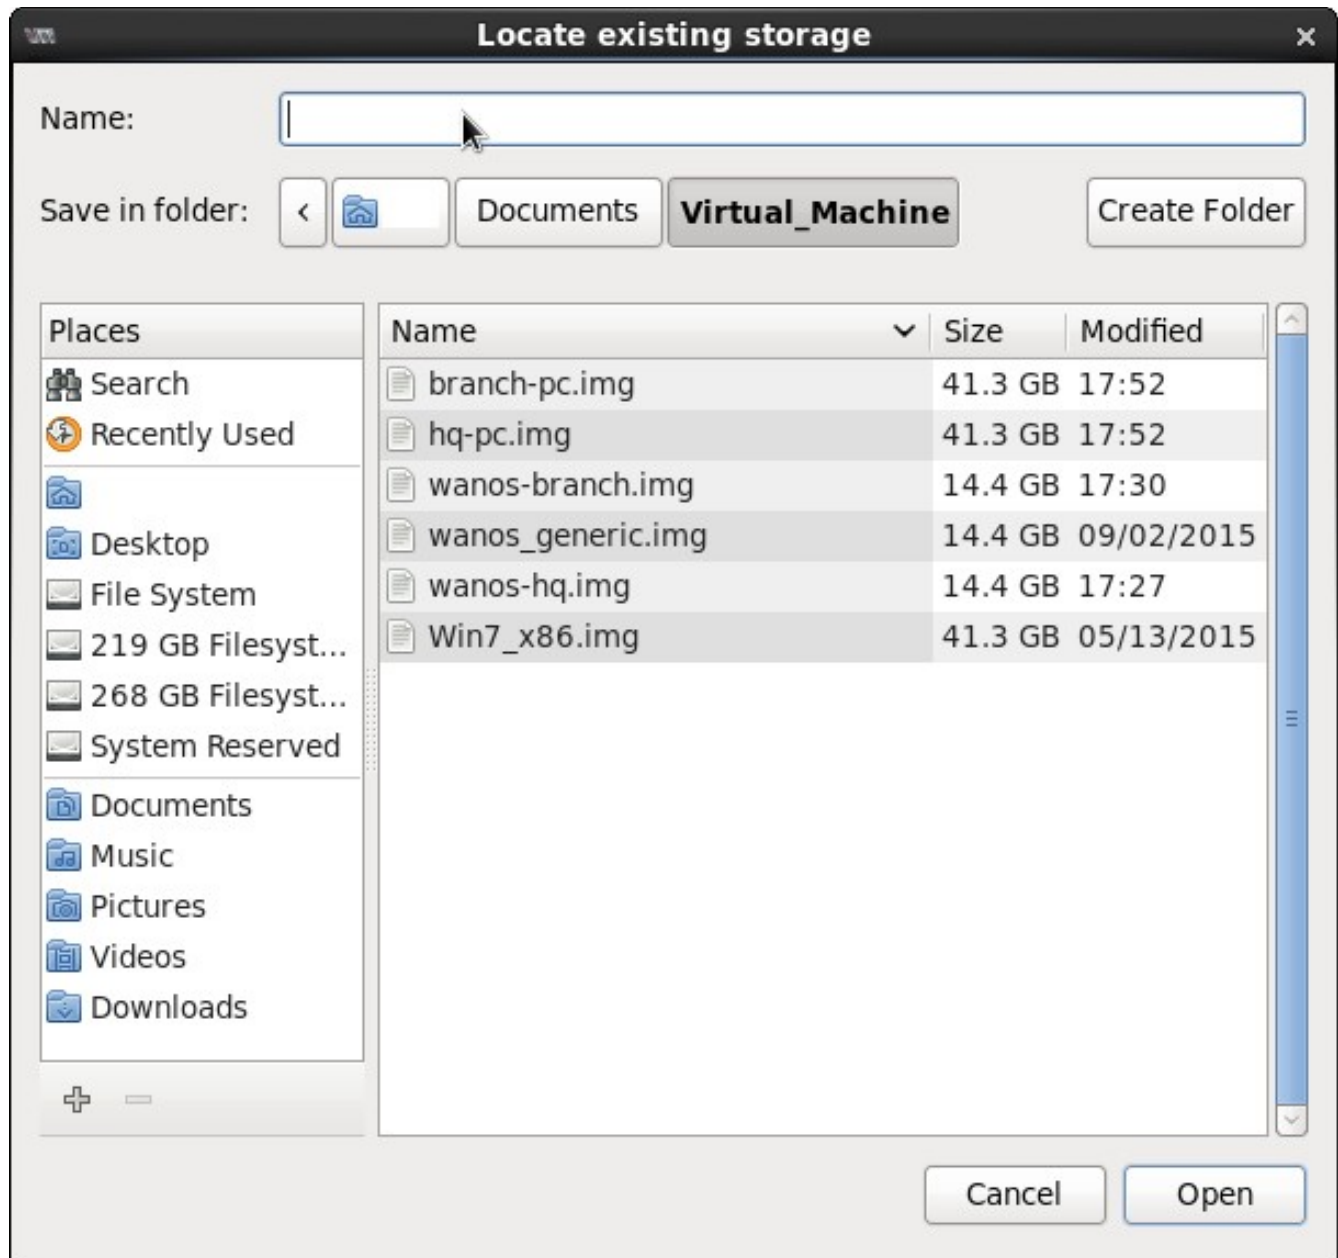 Locate existing storage
Name:
Save in folder: < Documents Virtual_Machine Create Folder
Places
Search
Recently Used
Desktop
File System
219 GB Filesyst...
268 GB Filesyst...
System Reserved
Documents
Music
Pictures
Videos
Downloads
Name Size Modified
branch-pc.img 41.3 GB 17:52
hq-pc.img 41.3 GB 17:52
wanos-branch.img 14.4 GB 17:30
wanos_generic.img 14.4 GB 09/02/2015
wanos-hq.img 14.4 GB 17:27
Win7_x86.img 41.3 GB 05/13/2015
Cancel Open